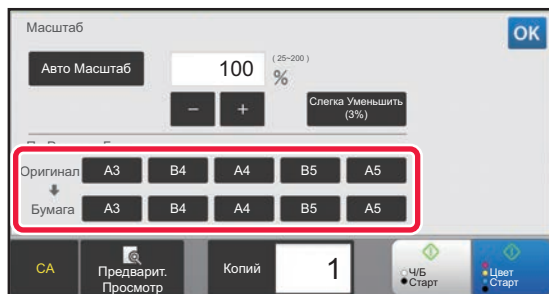 Масштаб
OK
Авто Масштаб
100
(25~200)
%
−
+
Слегка Уменьшить
(3%)
Оригинал
A3
B4
A4
B5
A5
Бумага
A3
B4
A4
B5
A5
CA
Предварит.
Просмотр
Копий
1
Ч/Б
Старт
Цвет
Старт